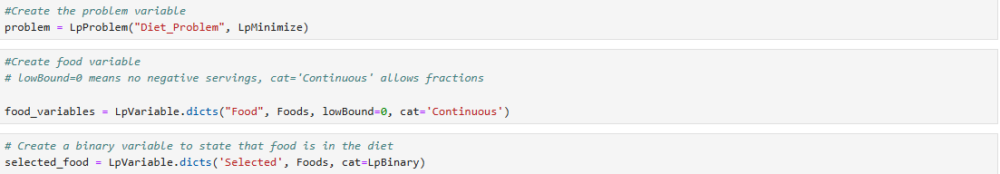 #Create the problem variable
problem = LpProblem("Diet_Problem", LpMinimize)
#Create food variable
# lowBound=0 means no negative servings, cat='Continuous' allows fractions
food_variables = LpVariable.dicts("Food", Foods, lowBound=0, cat='Continuous')
# Create a binary variable to state that food is in the diet
selected_food = LpVariable.dicts('Selected', Foods, cat=LpBinary)